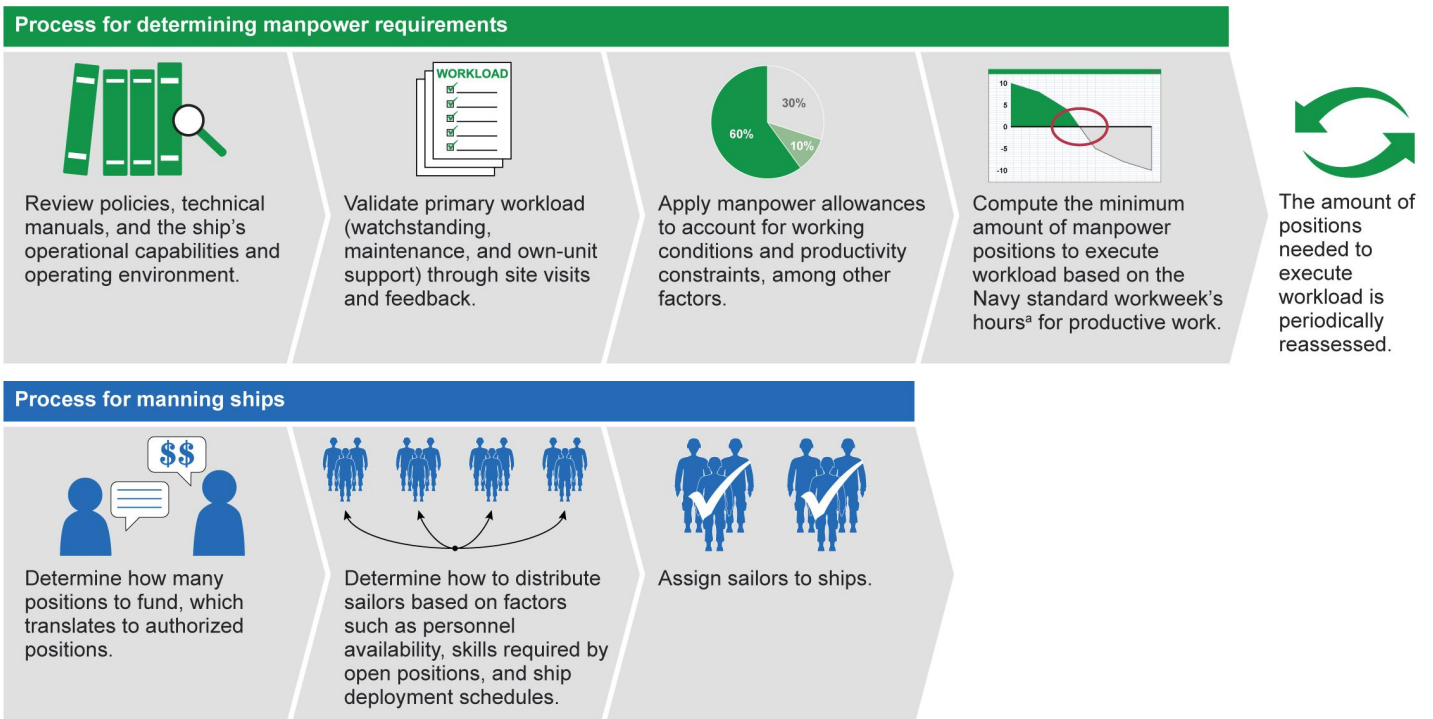 Process for determining manpower requirements
WORKLOAD
30%
60%
10%
10
5
0
-5
-10
Review policies, technical
manuals, and the ship's
operational capabilities and
operating environment.
Validate primary workload
(watchstanding,
maintenance, and own-unit
support) through site visits
and feedback.
Apply manpower allowances
to account for working
conditions and productivity
constraints, among other
factors.
Compute the minimum
amount of manpower
positions to execute
workload based on the
Navy standard workweek's
hoursᵃ for productive work.
The amount of
positions
needed to
execute
workload is
periodically
reassessed.
Process for manning ships
$$
Determine how many
positions to fund, which
translates to authorized
positions.
Determine how to distribute
sailors based on factors
such as personnel
availability, skills required by
open positions, and ship
deployment schedules.
Assign sailors to ships.